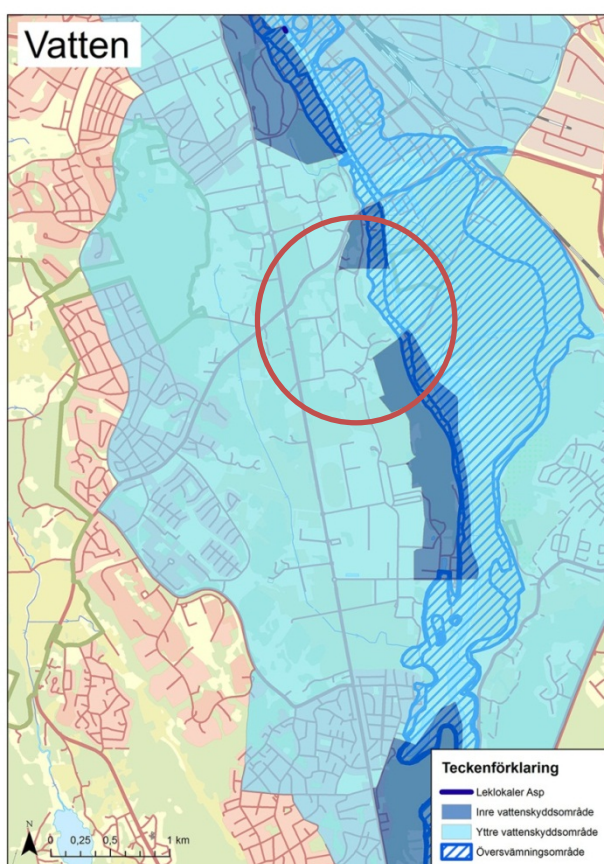 Vatten
Teckenförklaring
Leklokaler Asp
Inre vattenskyddsområde
Yttre vattenskyddsområde
Översvämningsområde
N
0 0,25 0,5 1 km